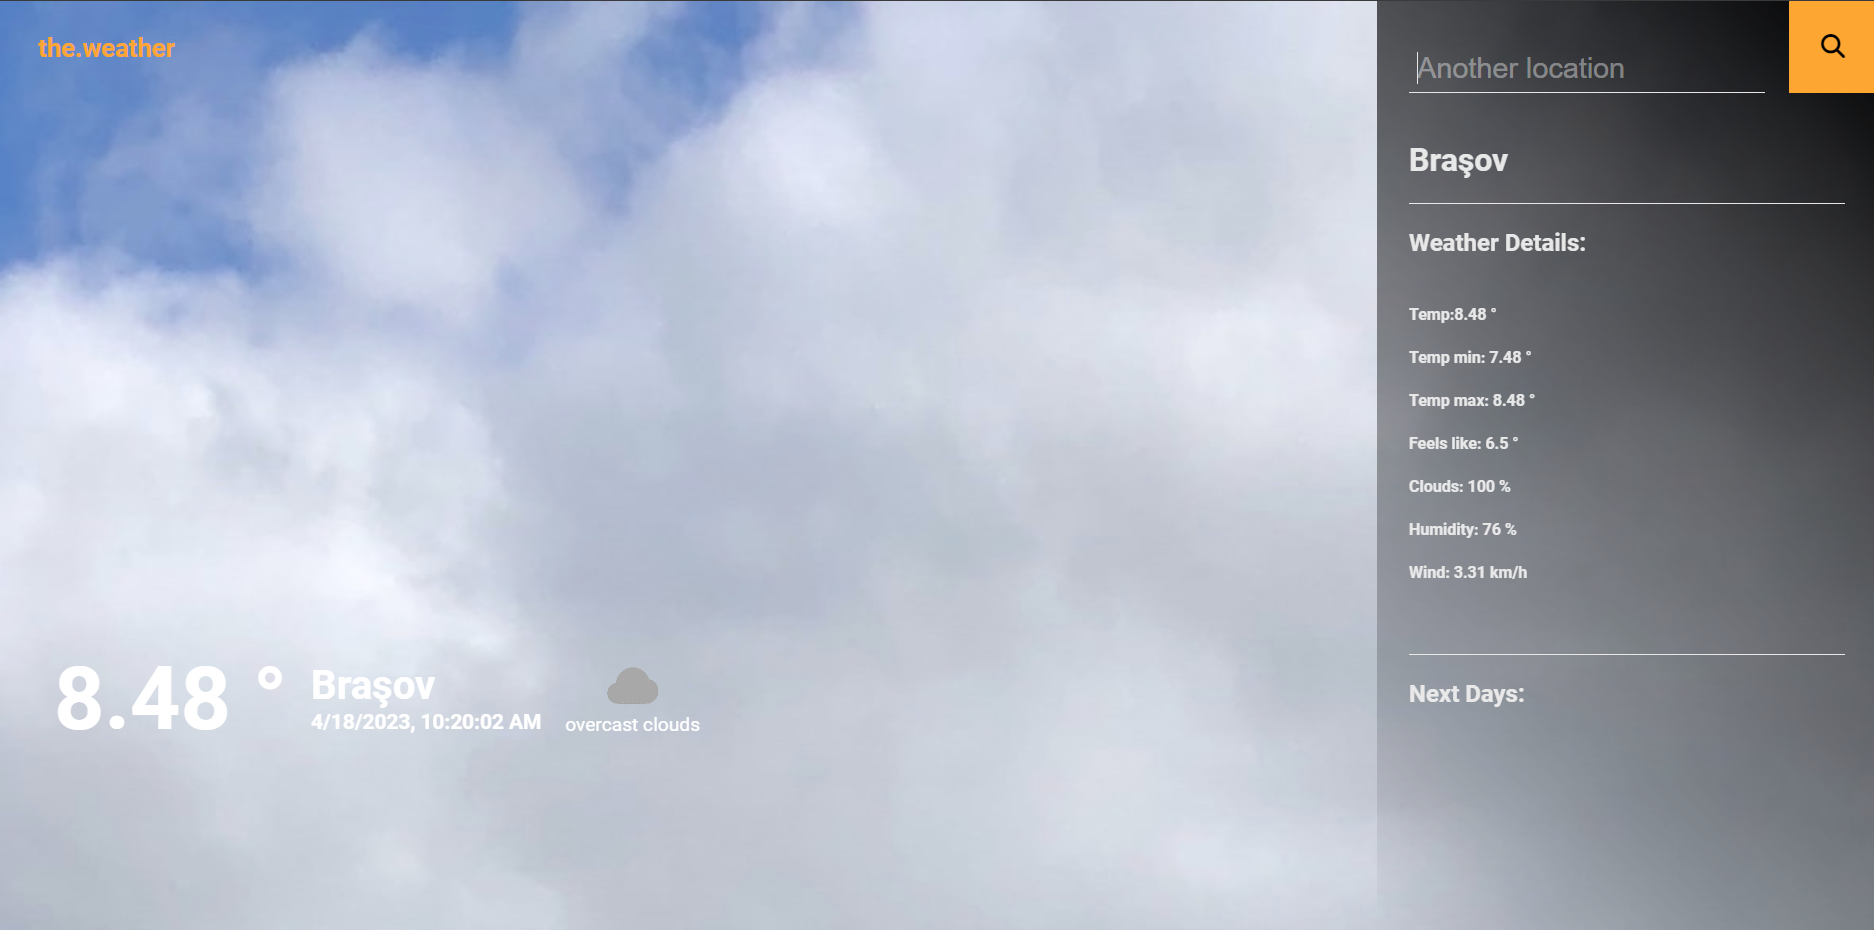 the.weather
8.48 °
Braşov
4/18/2023, 10:20:02 AM
overcast clouds
Another location
Braşov
Weather Details:
Temp:8.48 °
Temp min: 7.48 °
Temp max: 8.48 °
Feels like: 6.5 °
Clouds: 100 %
Humidity: 76 %
Wind: 3.31 km/h
Next Days: